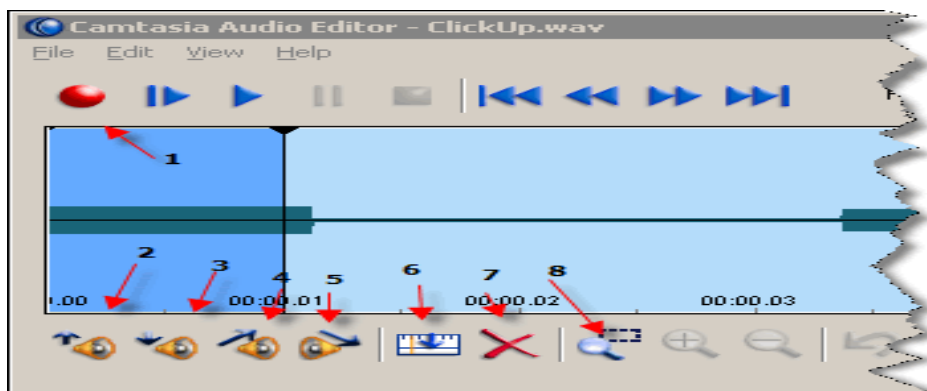 Camtasia Audio Editor - ClickUp.wav
File Edit View Help
1
2 3 4 5 6 7 8
00:00.01 00:00.02 00:00.03